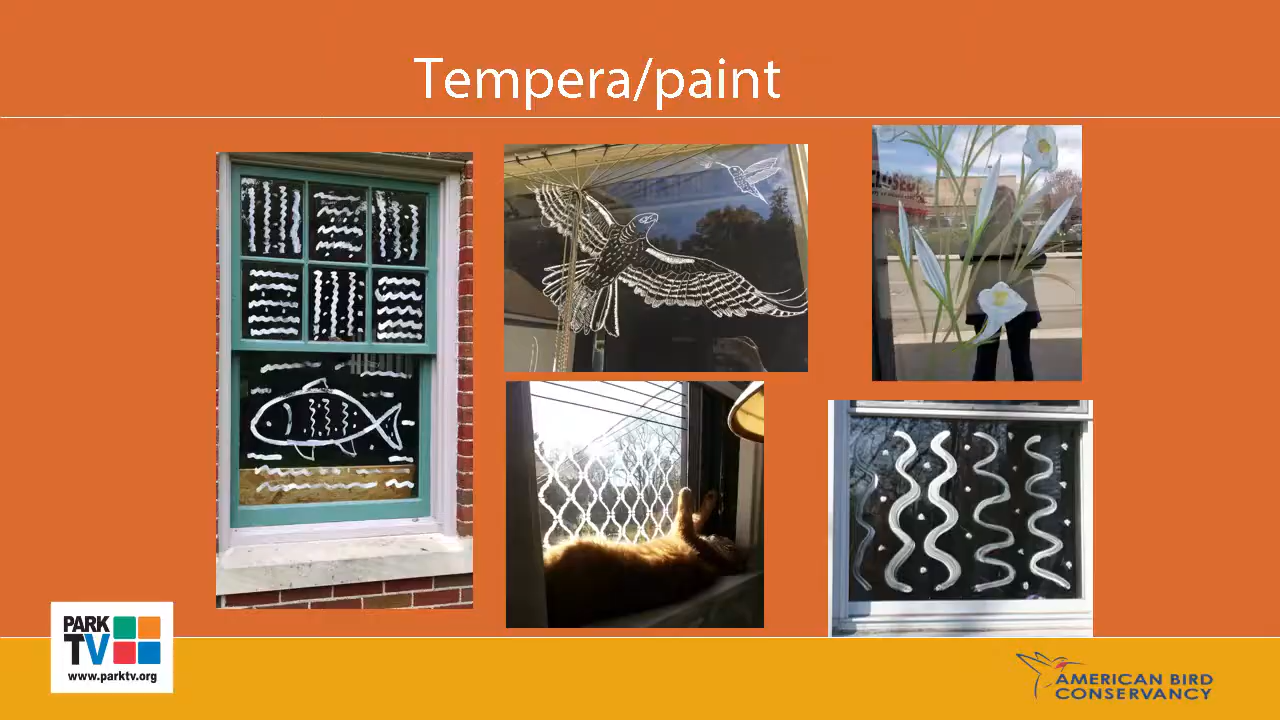 Tempera/paint
PARK
TV
www.parktv.org
AMERICAN BIRD
CONSERVANCY